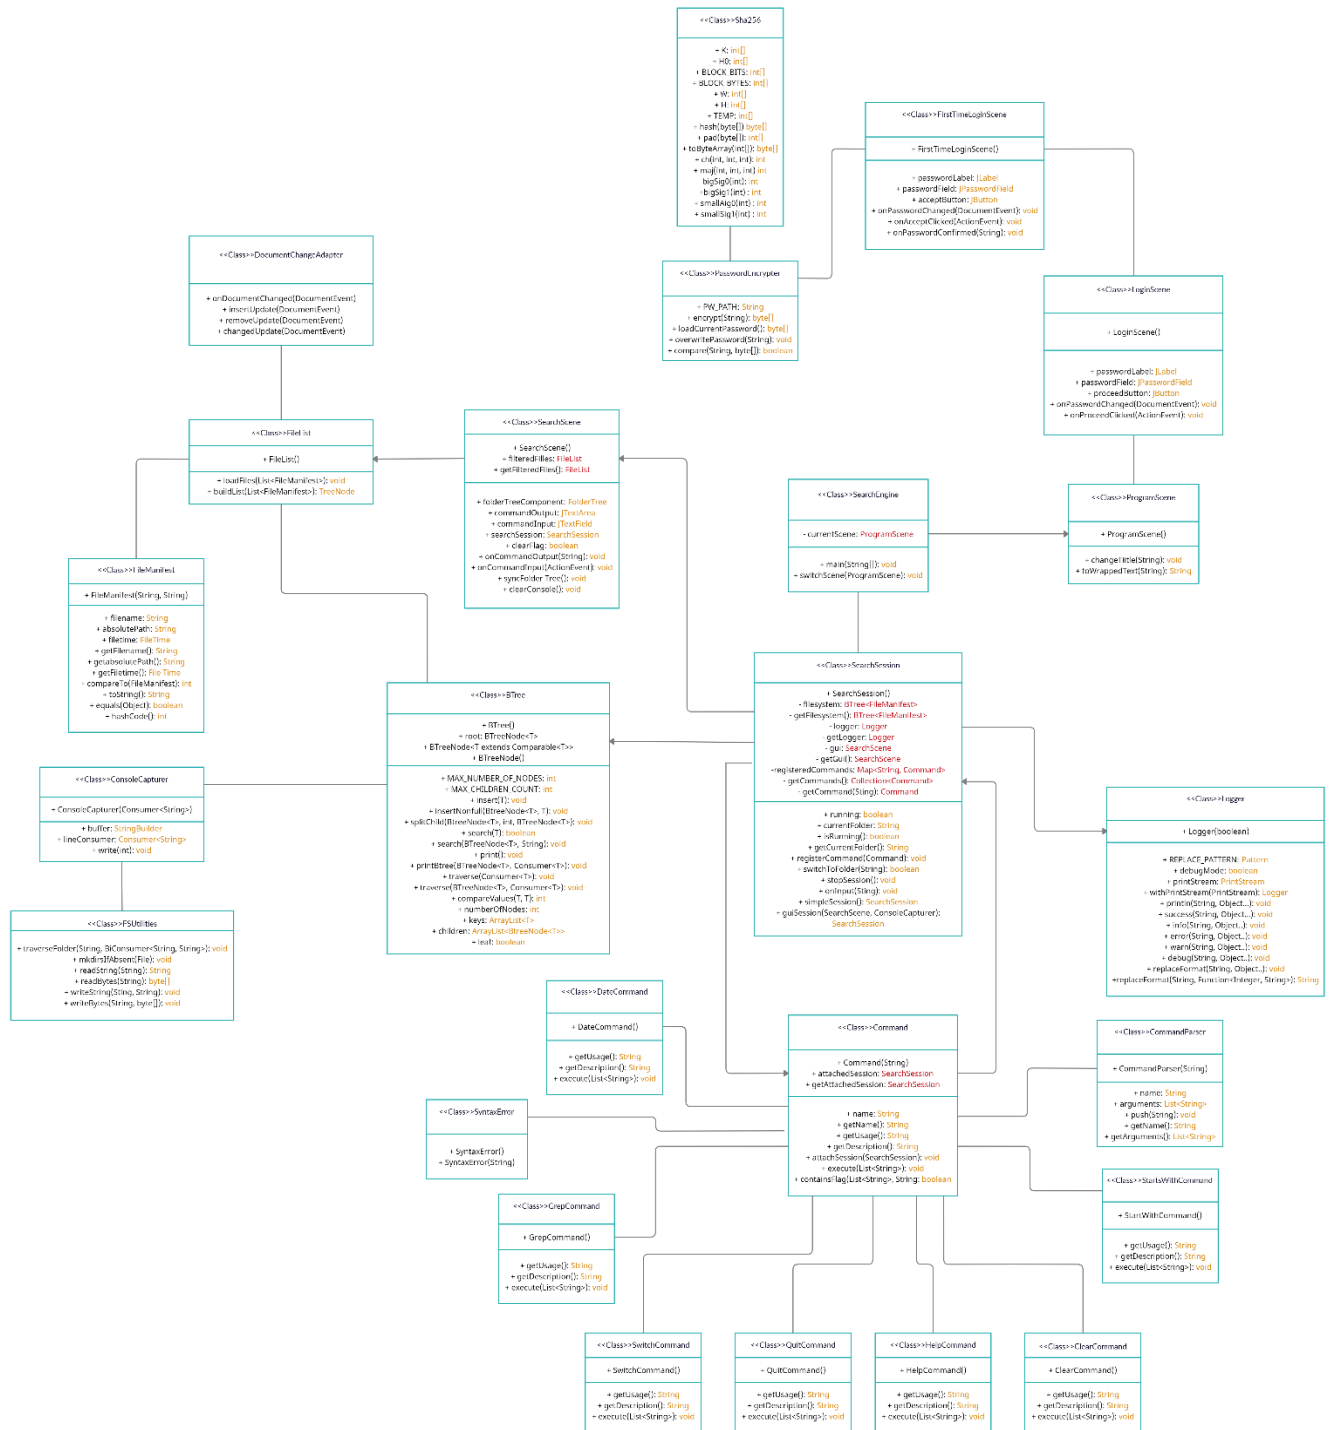 <<Class>>Sha256
+ K: int[]
+ H0: int[]
+ BLOCK_BITS: int[]
+ BLOCK_BYTES: int[]
+ W: int[]
+ H: int[]
+ TEMP: int[]
+ hash(byte[]) byte[]
+ pad(byte[]): int[]
+ toByteArray(int[]): byte[]
+ ch(int, int, int): int
+ maj(int, int, int) int
bigSig0(int): int
+bigSig1(int) : int
+ smallAig0(int) : int
+ smallSig1(int) : int
<<Class>>FirstTimeLoginScene
+ FirstTimeLoginScene()
+ passwordLabel: JLabel
+ passwordField: JPasswordField
+ acceptButton: JButton
+ onPasswordChanged(DocumentEvent): void
+ onAcceptClicked(ActionEvent): void
+ onPasswordConfirmed(String): void
<<Class>>DocumentChangeAdapter
+ onDocumentChanged(DocumentEvent)
+ insertUpdate(DocumentEvent)
+ removeUpdate(DocumentEvent)
+ changedUpdate(DocumentEvent)
<<Class>>PasswordEncrypter
+ PW_PATH: String
+ encrypt(String): byte[]
+ loadCurrentPassword(): byte[]
+ overwritePassword(String): void
+ compare(String, byte[]): boolean
<<Class>>LoginScene
+ LoginScene()
+ passwordLabel: JLabel
+ passwordField: JPasswordField
+ proceedButton: JButton
+ onPasswordChanged(DocumentEvent): void
+ onProceedClicked(ActionEvent): void
<<Class>>FileList
+ FileList()
+ loadFiles(List<FileManifest>): void
+ buildList(List<FileManifest>): TreeNode
<<Class>>SearchScene
+ SearchScene()
+ filteredFilles: FileList
+ getFilteredFiles(): FileList
+ folderTreeComponent: FolderTree
+ commandOutput: JTextArea
+ commandInput: JTextField
+ searchSession: SearchSession
+ clearFlag: boolean
+ onCommandOutput(String): void
+ onCommandInput(ActionEvent): void
+ syncFolder Tree(): void
+ clearConsole(): void
<<Class>>SearchEngine
- currentScene: ProgramScene
+ main(String[]): void
+ switchScene(ProgramScene): void
<<Class>>ProgramScene
+ ProgramScene()
+ changeTiitle(String): void
+ toWrappedText(String): String
<<Class>>FileManifest
+ FileManifest(String, String)
+ filename: String
+ absolutePath: String
+ filetime: FileTime
+ getFilename(): String
+ getabsolutePath(): String
+ getFiletime(): File Time
+ compareTo(FileManifest): int
+ toString(): String
+ equals(Object): boolean
+ hashCode(): int
<<Class>>SearchSession
+ SearchSession()
- filesystem: BTree<FileManifest>
- getFilesystem(): BTree<FileManifest>
- logger: Logger
- getLogger: Logger
- gui: SearchScene
- getGui(): SearchScene
-registeredCommands: Map<String, Command>
- getCommands(): Collection<Command>
- getCommand(Sting): Command
+ running: boolean
+ currentFolder: String
+ isRunning(): boolean
+ getCurrentFolder(): String
+ registerCommand(Command): void
+ switchToFolder(String): boolean
+ stopSession(): void
+ onInput(Sting): void
+ simpleSession(): SearchSession
+ guiSession(SearchScene, ConsoleCapturer):
SearchSession
<<Class>>BTree
+ BTree()
+ root: BTreeNode<T>
+ BTreeNode<T extends Comparable<T>>
+ BTreeNode()
+ MAX_NUMBER_OF_NODES: int
+ MAX_CHILDREN_COUNT: int
+ insert(T): void
+ insertNonfull(BtreeNode<T>, T): void
+ splitChild(BtreeNode<T>, int, BTreeNode<T>): void
+ search(T): boolean
+ search(BTreeNode<T>, String): void
+ print(): void
+ printBtree(BTreeNode<T>, Consumer<T>): void
+ traverse(Consumer<T>): void
+ traverse(BTreeNode<T>, Consumer<T>): void
+ compareValues(T, T): int
+ numberOfNodes: int
+ keys: ArrayList<T>
+ children: ArrayList<BtreeNode<T>>
+ leaf: boolean
<<Class>>ConsoleCapturer
+ ConsoleCapturer(Consumer<String>)
+ buffer: StringBuilder
+ lineConsumer: Consumer<String>
+ write(int): void
<<Class>>Logger
+ Logger(boolean)
+ REPLACE_PATTERN: Pattern
+ debugMode: boolean
+ printStream: PrintStream
+ withPrintStream(PrintStream): Logger
+ println(String, Object...): void
+ success(String, Object...): void
+ info(String, Object..): void
+ error(String, Object..): void
+ warn(String, Object..): void
+ debug(String, Object..): void
+ replaceFormat(String, Object..): void
+replaceFormat(String, Function<Integer, String>): String
<<Class>>FSUtilities
+ traverseFolder(String, BiConsumer<String, String>): void
+ mkdirsIfAbsent(File): void
+ readString(String): String
+ readBytes(String): byte[]
+ writeString(Sting, String): void
+ writeBytes(String, byte[]): void
<<Class>>DateCommand
+ DateCommand()
+ getUsage(): String
+ getDescription(): String
+ execute(List<String>): void
<<Class>>Command
+ Command(String)
+ attachedSession: SearchSession
+ getAttachedSession: SearchSession
+ name: String
+ getName(): String
+ getUsage(): String
+ getDescription(): String
+ attachSession(SearchSession): void
+ execute(List<String>): void
+ containsFlag(List<String>, String: boolean
<<Class>>CommandParser
+ CommandParser(String)
+ name: String
+ arguments: List<String>
+ push(String): void
+ getName(): String
+ getArguments(): List<String>
<<Class>>SyntaxError
+ SyntaxError()
+ SyntaxError(String)
<<Class>>StartsWithCommand
+ StartWithCommand()
+ getUsage(): String
+ getDescription(): String
+ execute(List<String>): void
<<Class>>GrepCommand
+ GrepCommand()
+ getUsage(): String
+ getDescription(): String
+ execute(List<String>): void
<<Class>>SwitchCommand
+ SwitchCommand()
+ getUsage(): String
+ getDescription(): String
+ execute(List<String>): void
<<Class>>QuitCommand
+ QuitCommand()
+ getUsage(): String
+ getDescription(): String
+ execute(List<String>): void
<<Class>>HelpCommand
+ HelpCommand()
+ getUsage(): String
+ getDescription(): String
+ execute(List<String>): void
<<Class>>ClearCommand
+ ClearCommand()
+ getUsage(): String
+ getDescription(): String
+ execute(List<String>): void